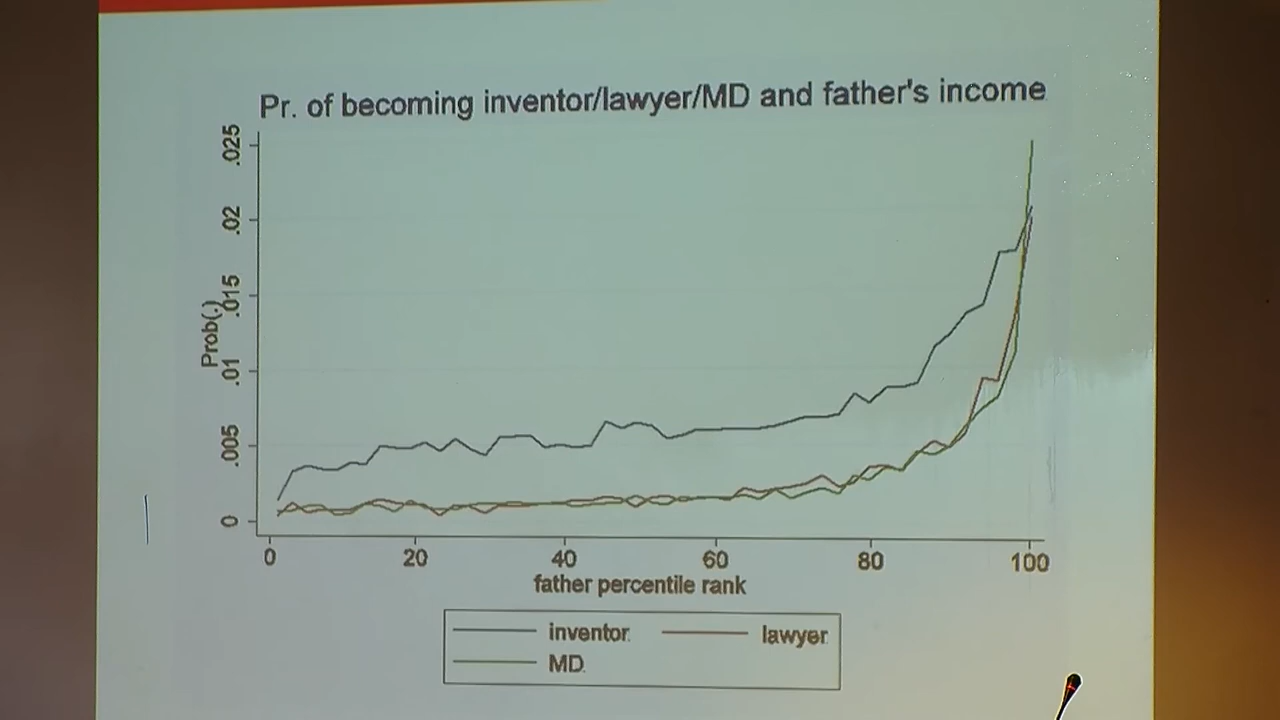 Pr. of becoming inventor/lawyer/MD and father's income
Prob(.)
.025
.02
.015
.01
.005
0
0 20 40 60 80 100
father percentile rank
inventor lawyer
MD